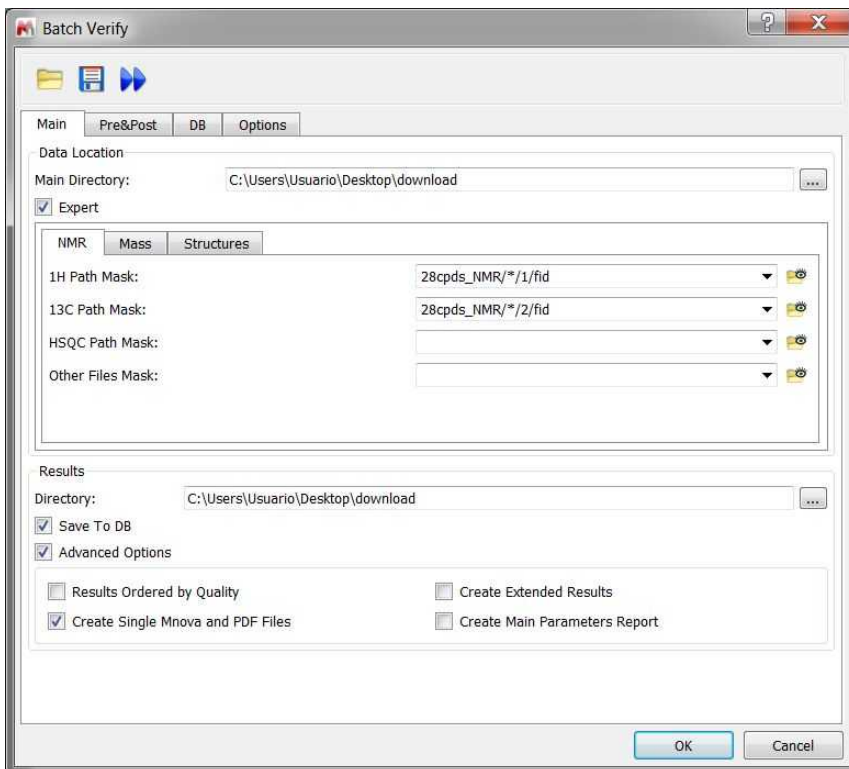 Batch Verify
Main Pre&Post DB Options
Data Location
Main Directory: C:\Users\Usuario\Desktop\download ...
Expert
NMR Mass Structures
1H Path Mask: 28cpds_NMR/*/1/fid
13C Path Mask: 28cpds_NMR/*/2/fid
HSQC Path Mask:
Other Files Mask:
Results
Directory: C:\Users\Usuario\Desktop\download ...
Save To DB
Advanced Options
Results Ordered by Quality Create Extended Results
Create Single Mnova and PDF Files Create Main Parameters Report
OK Cancel